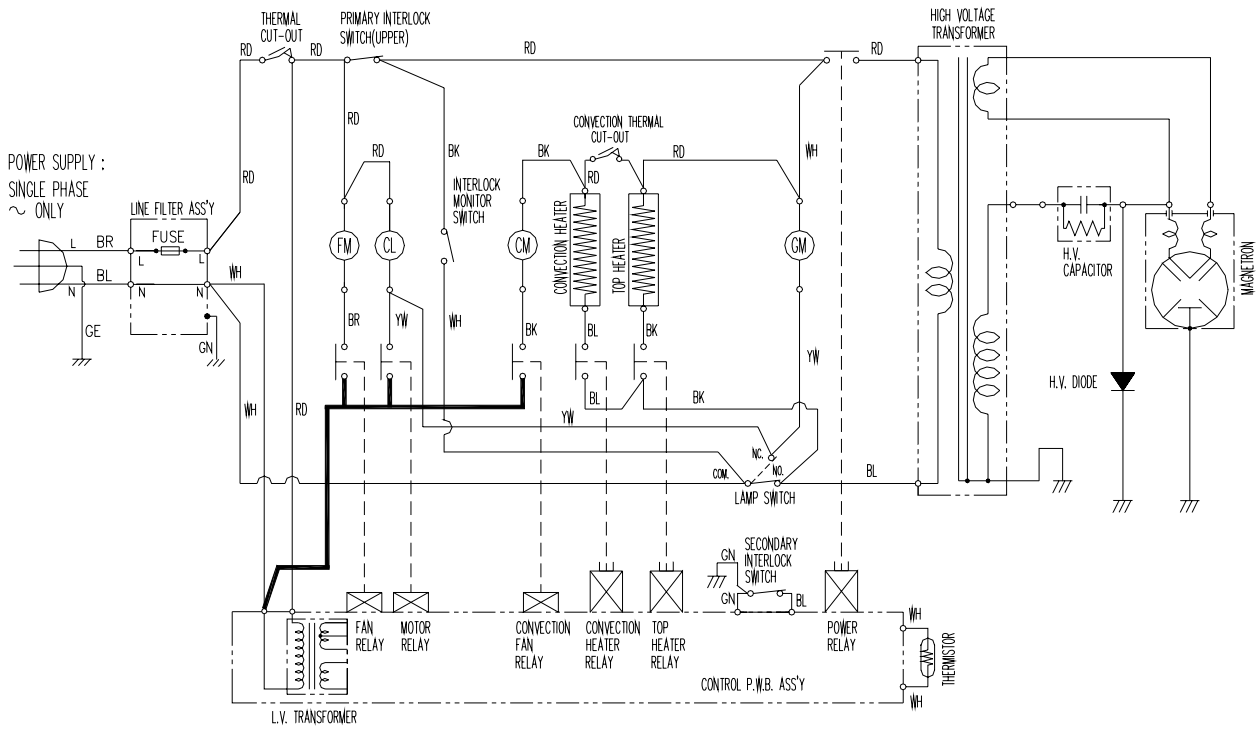 THERMAL
CUT-OUT
PRIMARY INTERLOCK
SWITCH(UPPER)
HIGH VOLTAGE
TRANSFORMER
RD
RD
RD
RD
RD
CONVECTION THERMAL
CUT-OUT
RD
BK
BK
RD
WH
POWER SUPPLY :
SINGLE PHASE
~ ONLY
RD
RD
INTERLOCK
MONITOR
SWITCH
LINE FILTER ASS'Y
FUSE
L
BR
L
L
BL
N
N
N
WH
GE
GN
FM
CL
CM
CONVECTION HEATER
TOP HEATER
GM
H.V.
CAPACITOR
MAGNETRON
BR
YW
WH
BK
BL
BK
YW
H.V. DIODE
WH
RD
BL
BK
YW
NC.
COM.
NO.
LAMP SWITCH
BL
SECONDARY
INTERLOCK
SWITCH
GN
GN
BL
FAN
RELAY
MOTOR
RELAY
CONVECTION
FAN
RELAY
CONVECTION
HEATER
RELAY
TOP
HEATER
RELAY
POWER
RELAY
WH
THERMISTOR
WH
CONTROL P.W.B. ASS'Y
L.V. TRANSFORMER